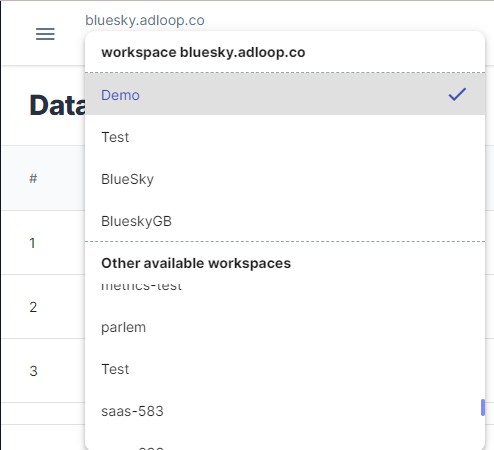 bluesky.adloop.co
workspace bluesky.adloop.co
Data
Demo
Test
#
BlueSky
BlueskyGB
1
Other available workspaces
metrics-test
2
parlem
3
Test
saas-583